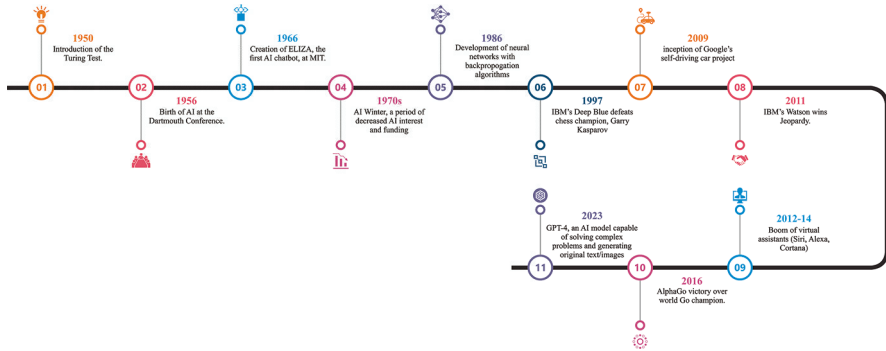 1950
Introduction of the
Turing Test.
01
02
1956
Birth of AI at the
Dartmouth Conference.
1966
Creation of ELIZA, the
first AI chatbot, at MIT.
03
04
1970s
AI Winter, a period of
decreased AI interest
and funding
1986
Development of neural
networks with
backpropogation
algorithms
05
06
1997
IBM's Deep Blue defeats
chess champion, Garry
Kasparov
2009
inception of Google's
self-driving car project
07
08
2011
IBM's Watson wins
Jeopardy.
2012-14
Boom of virtual
assistants (Siri, Alexa,
Cortana)
09
10
2016
AlphaGo victory over
world Go champion.
2023
GPT-4, an AI model capable
of solving complex
problems and generating
original text/images
11